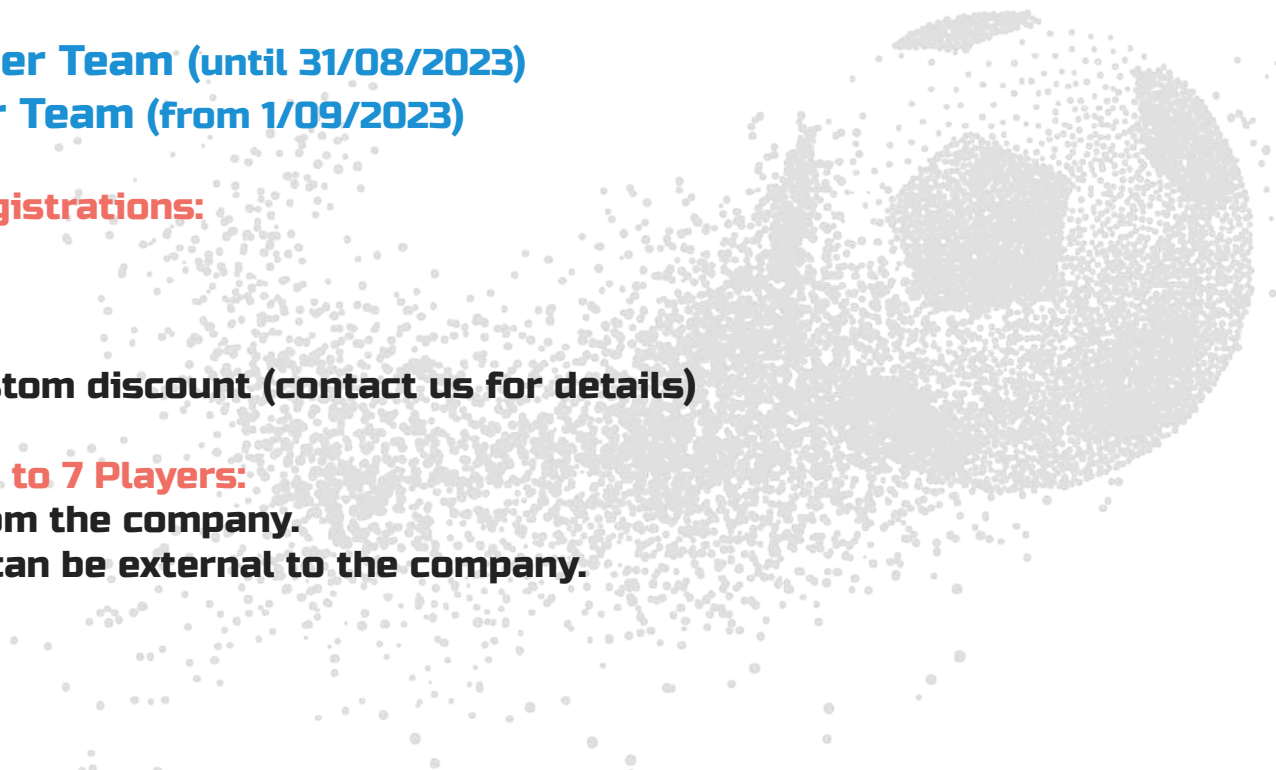 er Team (until 31/08/2023)
r Team (from 1/09/2023)
gistrations:
stom discount (contact us for details)
to 7 Players:
om the company.
can be external to the company.